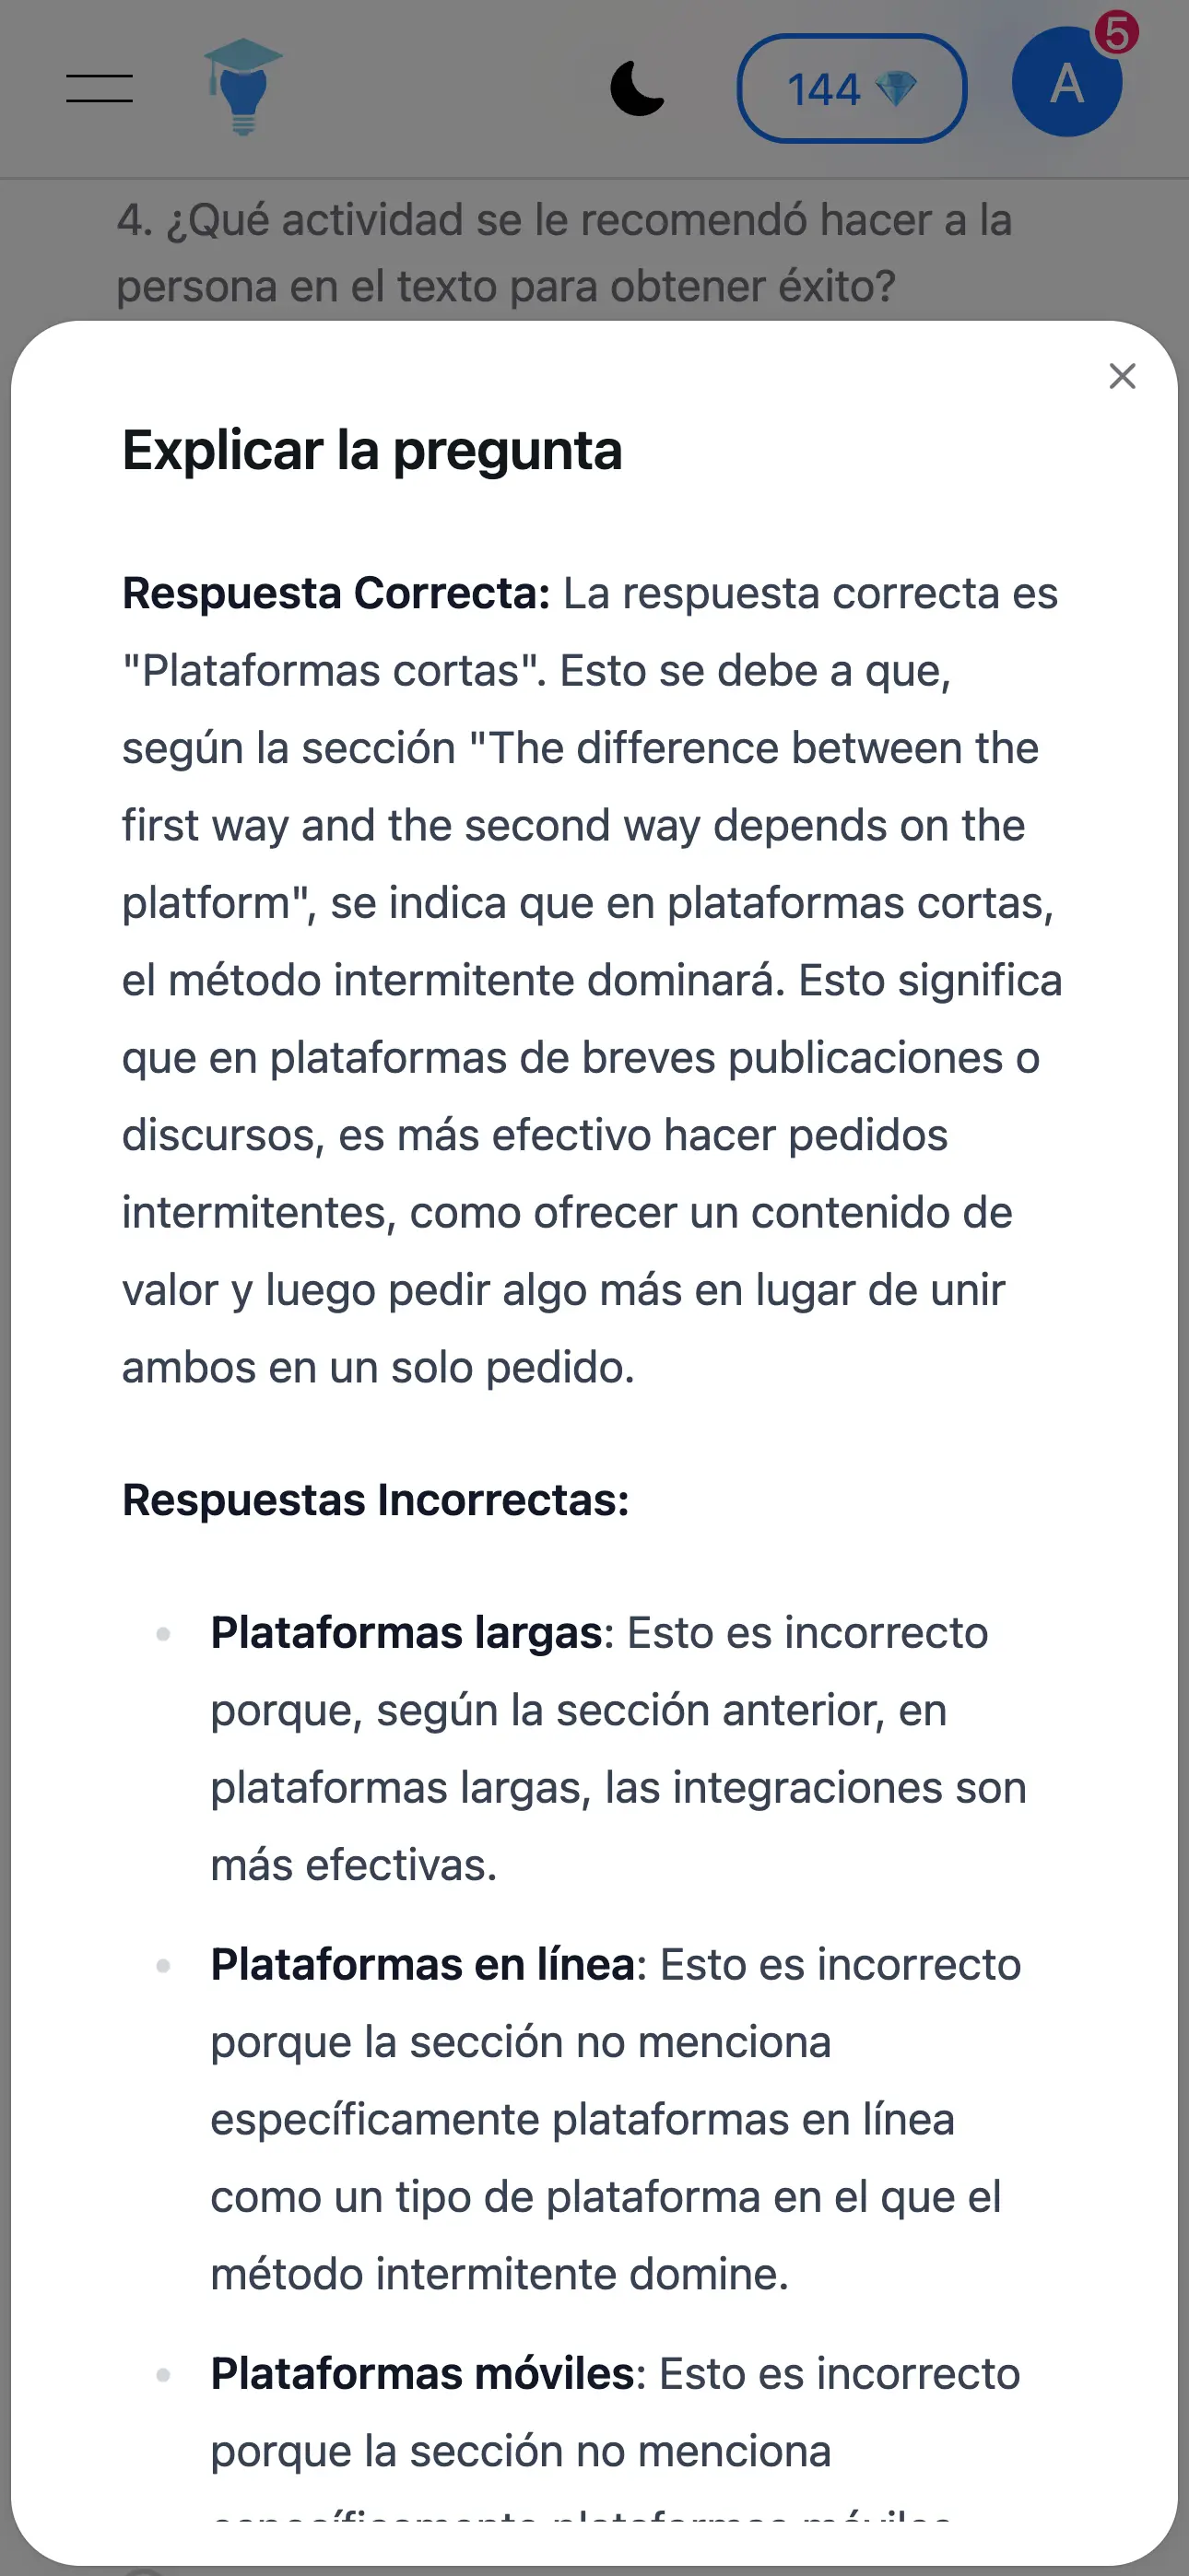 144
A
5
4. ¿Qué actividad se le recomendó hacer a la
persona en el texto para obtener éxito?
Explicar la pregunta
Respuesta Correcta: La respuesta correcta es
"Plataformas cortas". Esto se debe a que,
según la sección "The difference between the
first way and the second way depends on the
platform", se indica que en plataformas cortas,
el método intermitente dominará. Esto significa
que en plataformas de breves publicaciones o
discursos, es más efectivo hacer pedidos
intermitentes, como ofrecer un contenido de
valor y luego pedir algo más en lugar de unir
ambos en un solo pedido.
Respuestas Incorrectas:
Plataformas largas: Esto es incorrecto
porque, según la sección anterior, en
plataformas largas, las integraciones son
más efectivas.
Plataformas en línea: Esto es incorrecto
porque la sección no menciona
específicamente plataformas en línea
como un tipo de plataforma en el que el
método intermitente domine.
Plataformas móviles: Esto es incorrecto
porque la sección no menciona
específicamente plataformas móviles